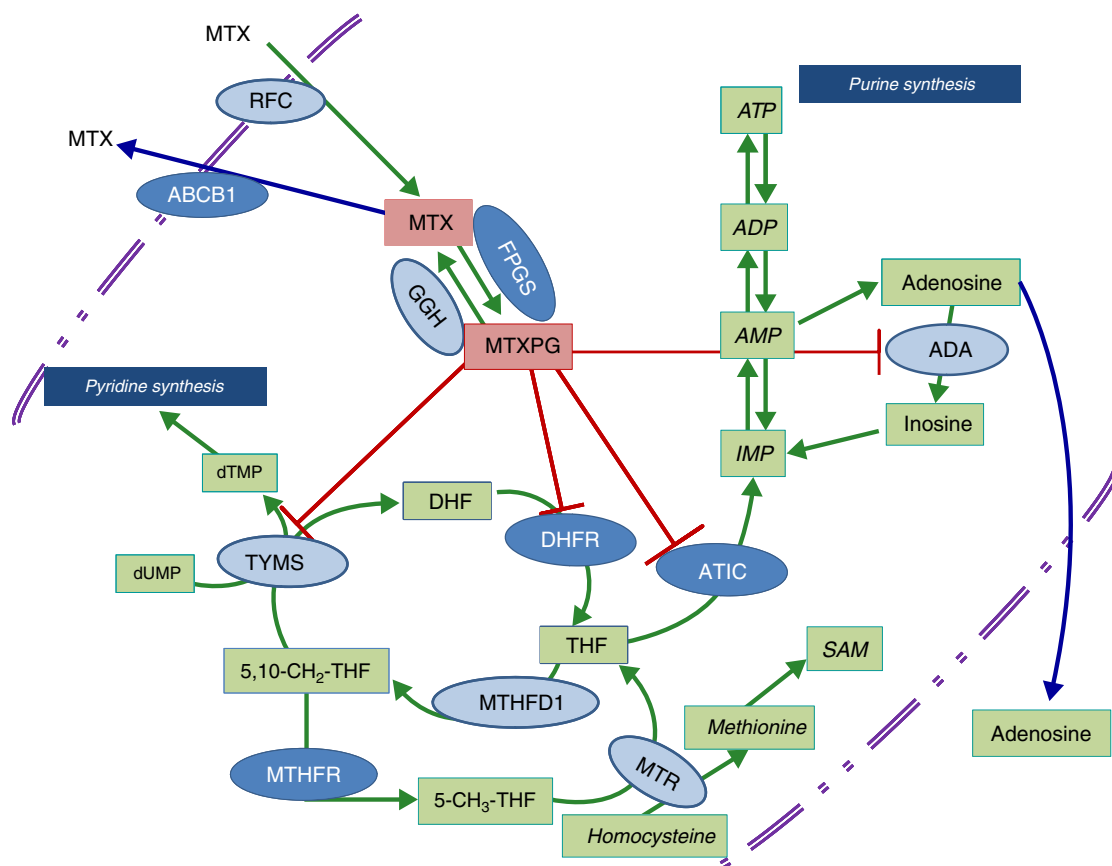 MTX
RFC
MTX
ABCB1
MTX
FPGS
GGH
MTXPG
Purine synthesis
ATP
ADP
AMP
Adenosine
ADA
Inosine
IMP
Pyridine synthesis
dTMP
DHF
DHFR
TYMS
dUMP
ATIC
THF
5,10-CH₂-THF
MTHFD1
SAM
Methionine
Adenosine
MTHFR
MTR
5-CH₃-THF
Homocysteine